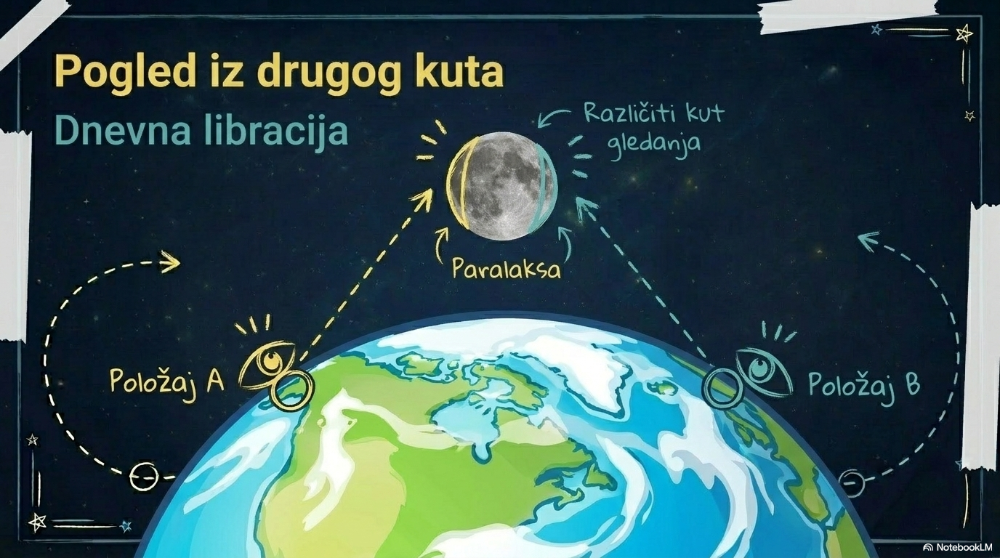 Pogled iz drugog kuta
Dnevna libracija
Različiti kut
gledanja
Paralaksa
Položaj A
Položaj B
NotebookLM